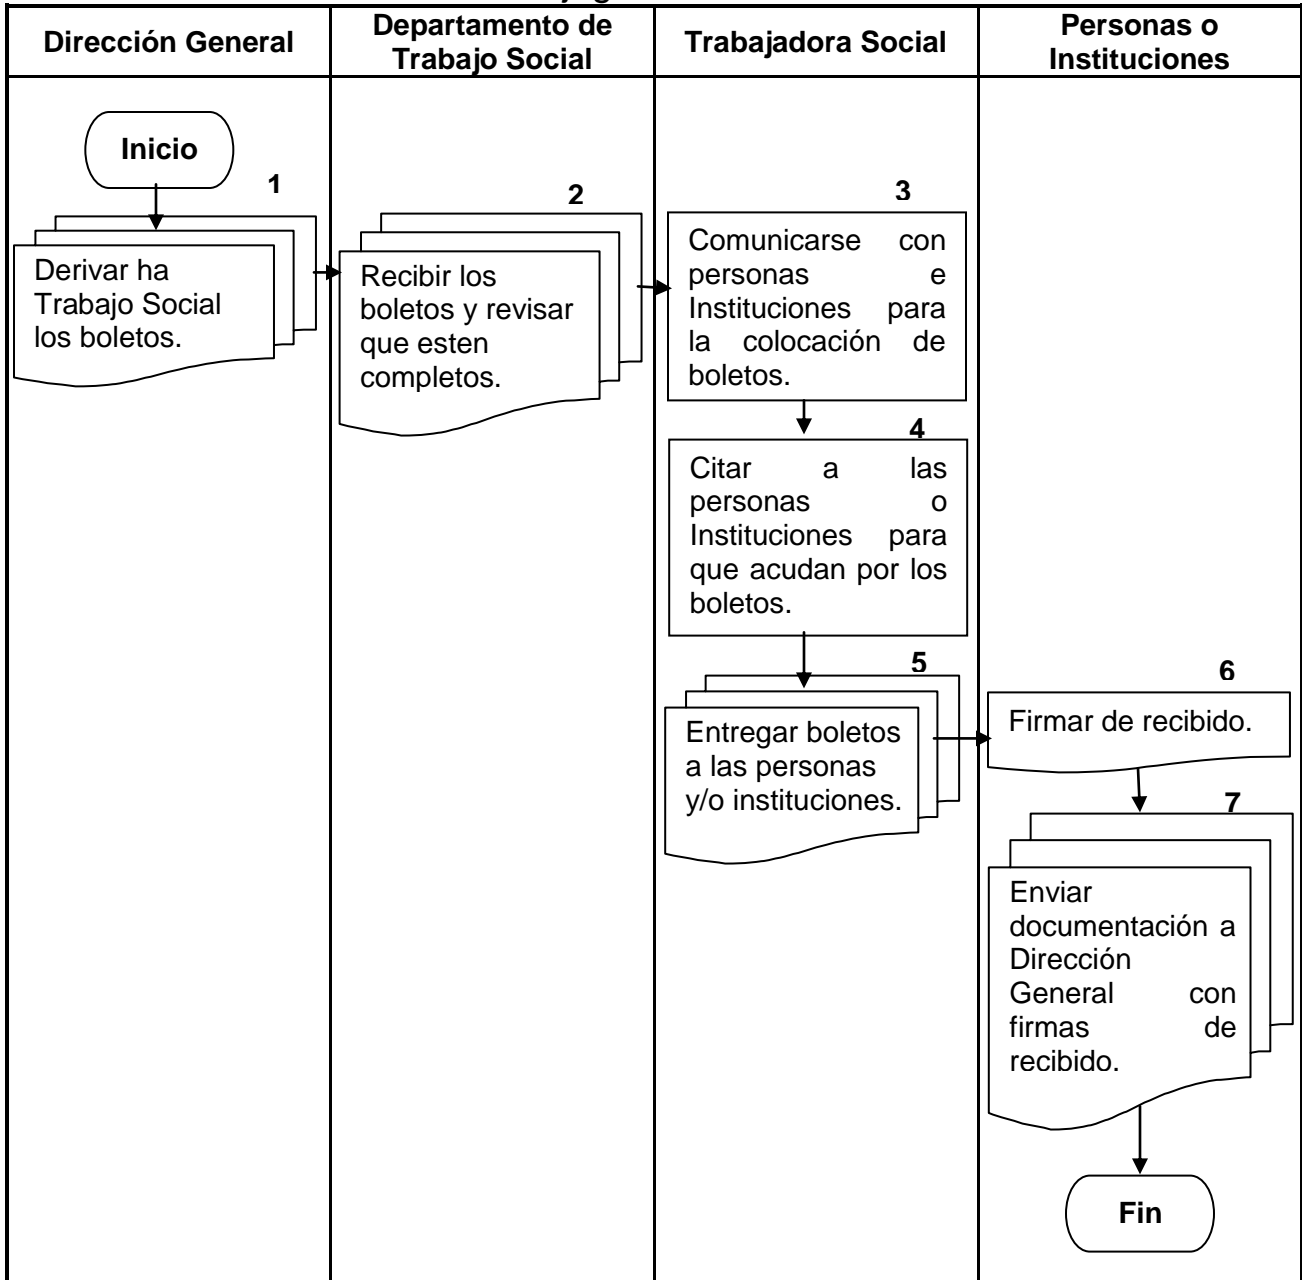 Dirección General
Departamento de
Trabajo Social
Trabajadora Social
Personas o
Instituciones
Inicio
1
Derivar ha
Trabajo Social
los boletos.
2
Recibir los
boletos y revisar
que esten
completos.
3
Comunicarse con
personas e
Instituciones para
la colocación de
boletos.
4
Citar a las
personas o
Instituciones para
que acudan por los
boletos.
5
Entregar boletos
a las personas
y/o instituciones.
6
Firmar de recibido.
7
Enviar
documentación a
Dirección
General con
firmas de
recibido.
Fin